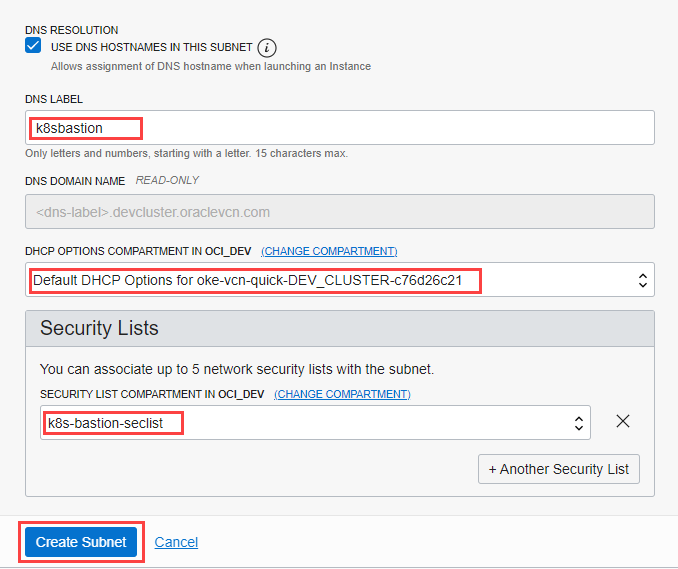 DNS RESOLUTION
USE DNS HOSTNAMES IN THIS SUBNET i
Allows assignment of DNS hostname when launching an Instance
DNS LABEL
k8sbastion
Only letters and numbers, starting with a letter. 15 characters max.
DNS DOMAIN NAME READ-ONLY
<dns-label>.devcluster.oraclevcn.com
DHCP OPTIONS COMPARTMENT IN OCI_DEV (CHANGE COMPARTMENT)
Default DHCP Options for oke-vcn-quick-DEV_CLUSTER-c76d26c21
Security Lists
You can associate up to 5 network security lists with the subnet.
SECURITY LIST COMPARTMENT IN OCI_DEV (CHANGE COMPARTMENT)
k8s-bastion-seclist
+ Another Security List
Create Subnet Cancel